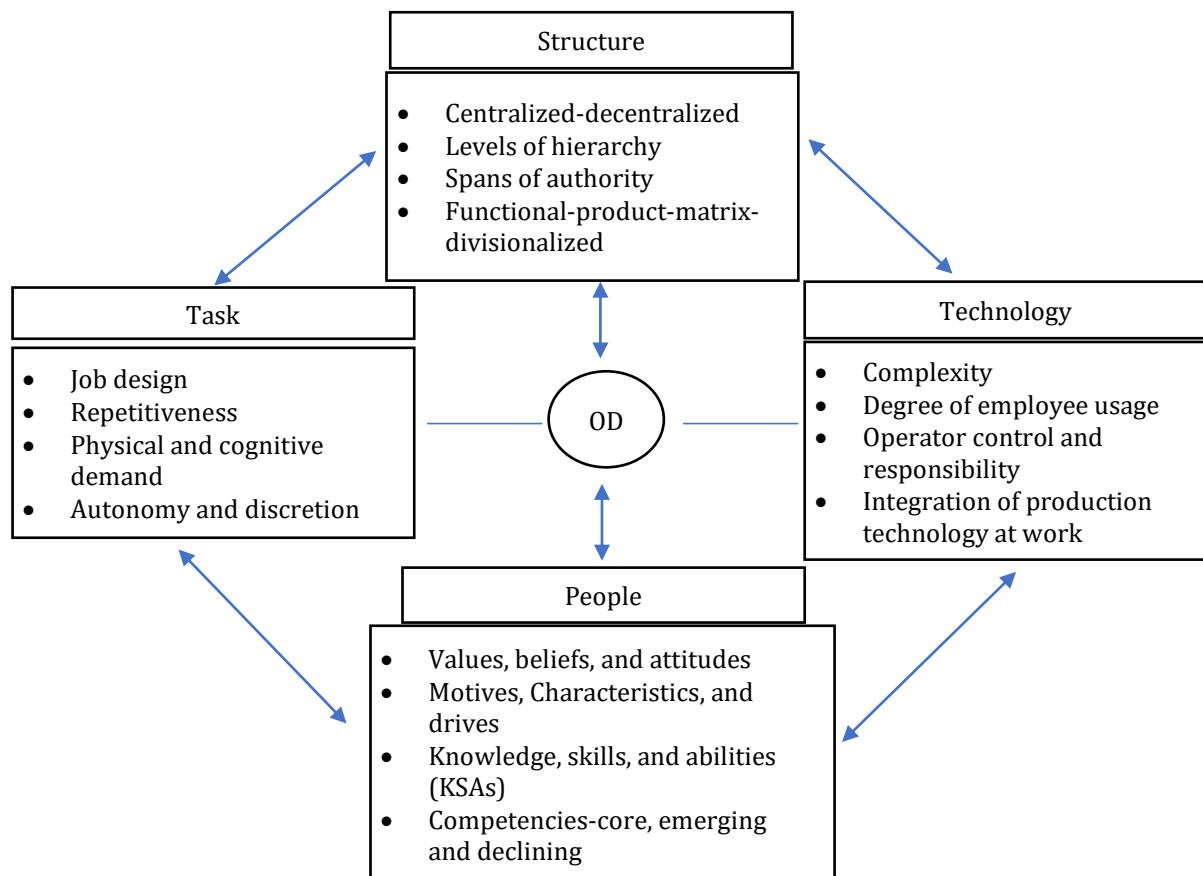 Structure
• Centralized-decentralized
• Levels of hierarchy
• Spans of authority
• Functional-product-matrix-
divisionalized
Task
• Job design
• Repetitiveness
• Physical and cognitive
demand
• Autonomy and discretion
OD
Technology
• Complexity
• Degree of employee usage
• Operator control and
responsibility
• Integration of production
technology at work
People
• Values, beliefs, and attitudes
• Motives, Characteristics, and
drives
• Knowledge, skills, and abilities
(KSAs)
• Competencies-core, emerging
and declining